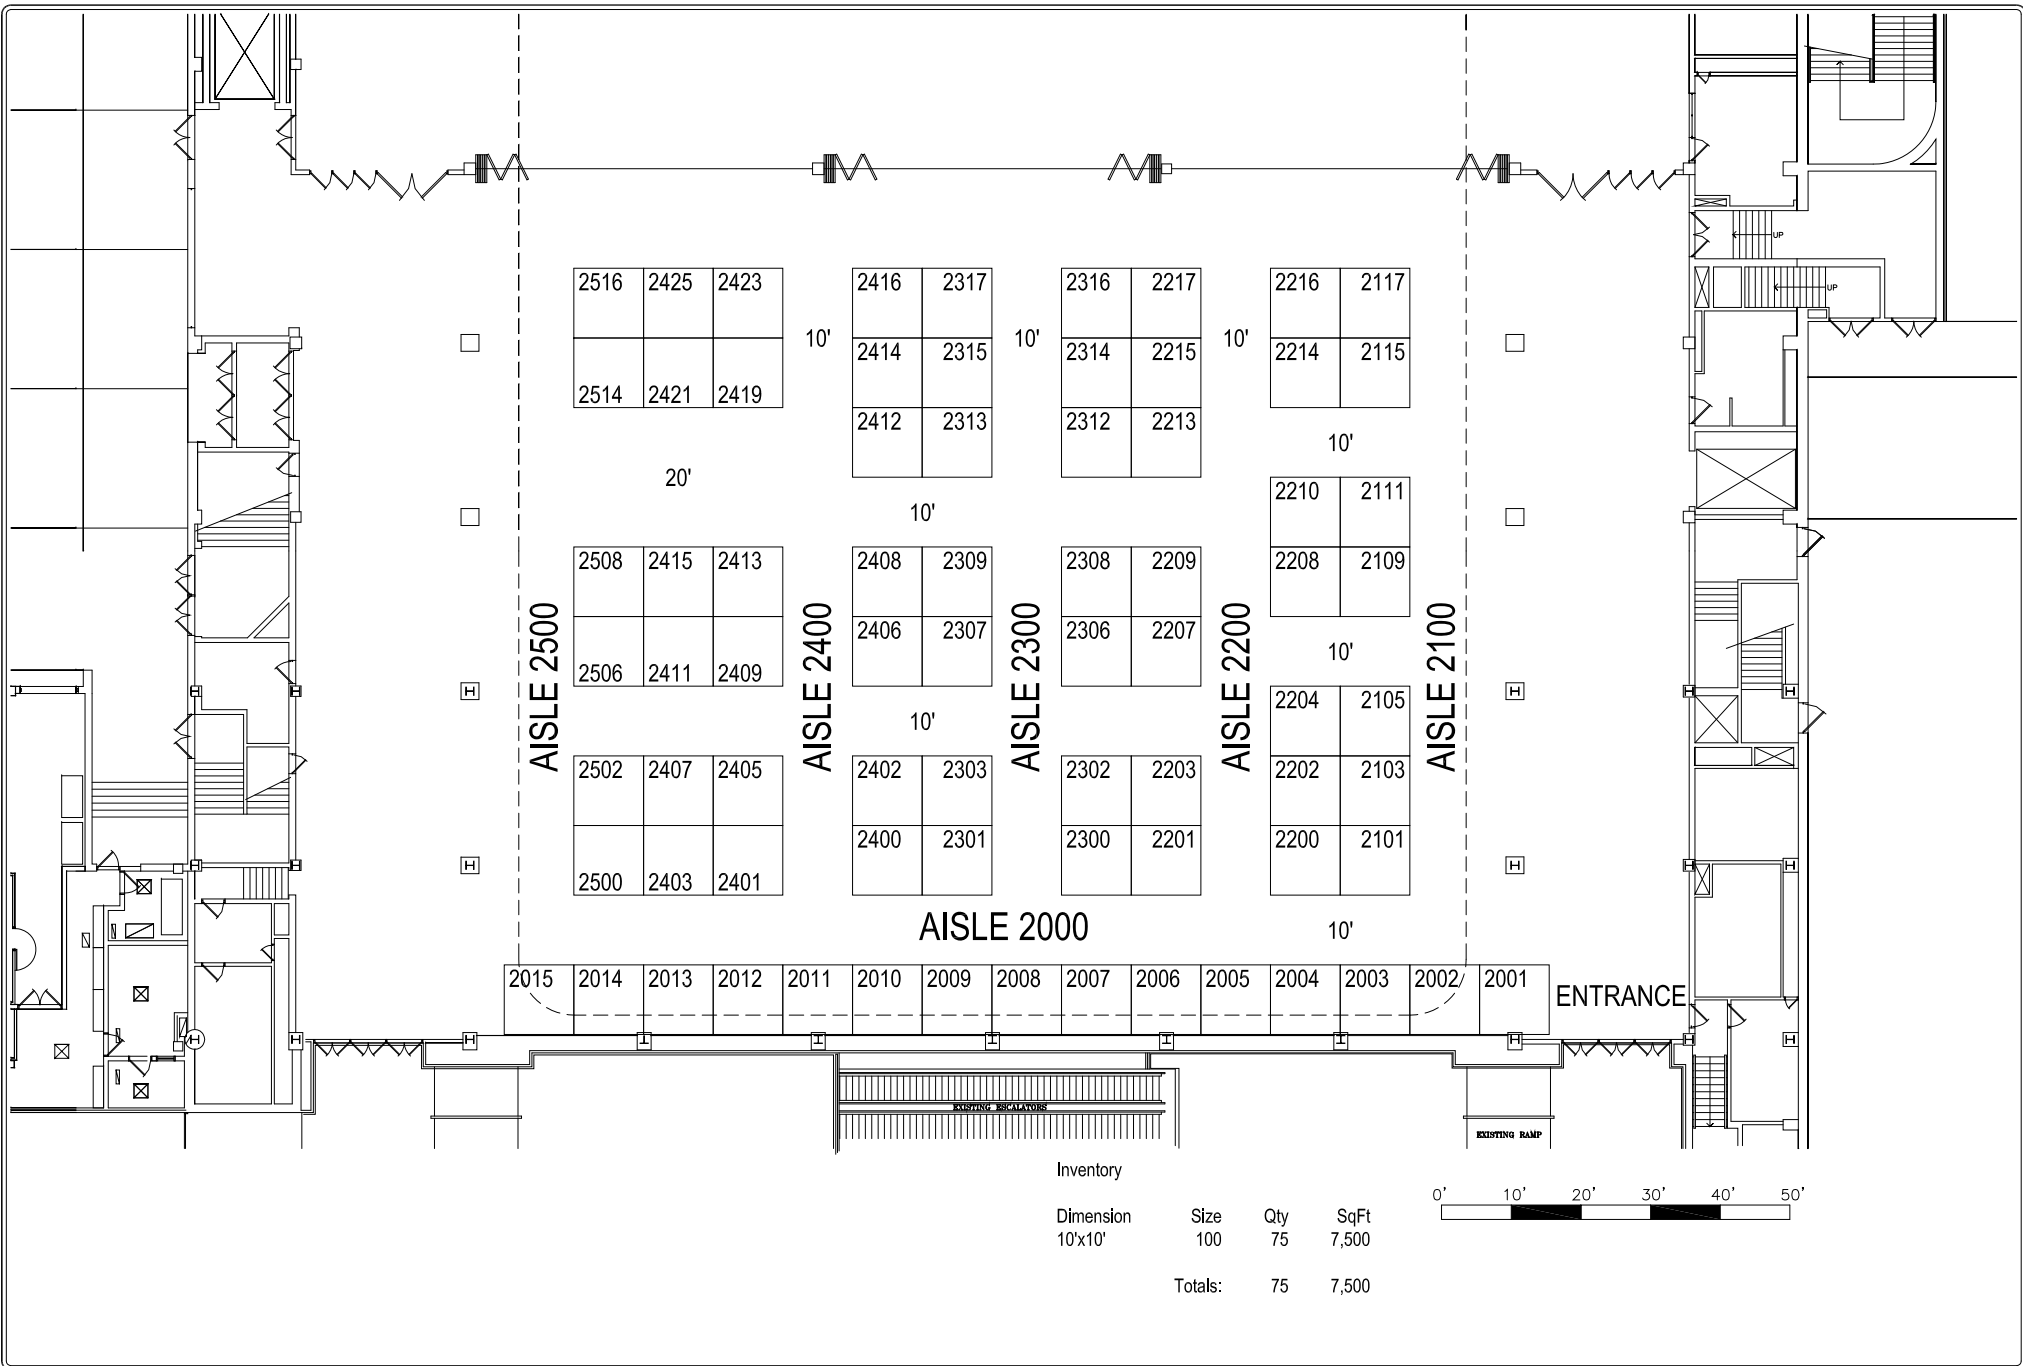 UP
UP
2516 2425 2423 2416 2317 2316 2217 2216 2117
10' 10' 10'
2414 2315 2314 2215 2214 2115
2514 2421 2419
2412 2313 2312 2213
10'
20'
2210 2111
10'
2508 2415 2413 2408 2309 2308 2209 2208 2109
2406 2307 2306 2207
10'
2506 2411 2409
2204 2105
AISLE 2500
AISLE 2400
AISLE 2300
AISLE 2200
AISLE 2100
10'
2502 2407 2405 2402 2303 2302 2203 2202 2103
2400 2301 2300 2201 2200 2101
2500 2403 2401
AISLE 2000
10'
2015 2014 2013 2012 2011 2010 2009 2008 2007 2006 2005 2004 2003 2002 2001
ENTRANCE
EXISTING ESCALATORS
EXISTING RAMP
Inventory
0' 10' 20' 30' 40' 50'
Dimension Size Qty SqFt
10'x10' 100 75 7,500
Totals: 75 7,500